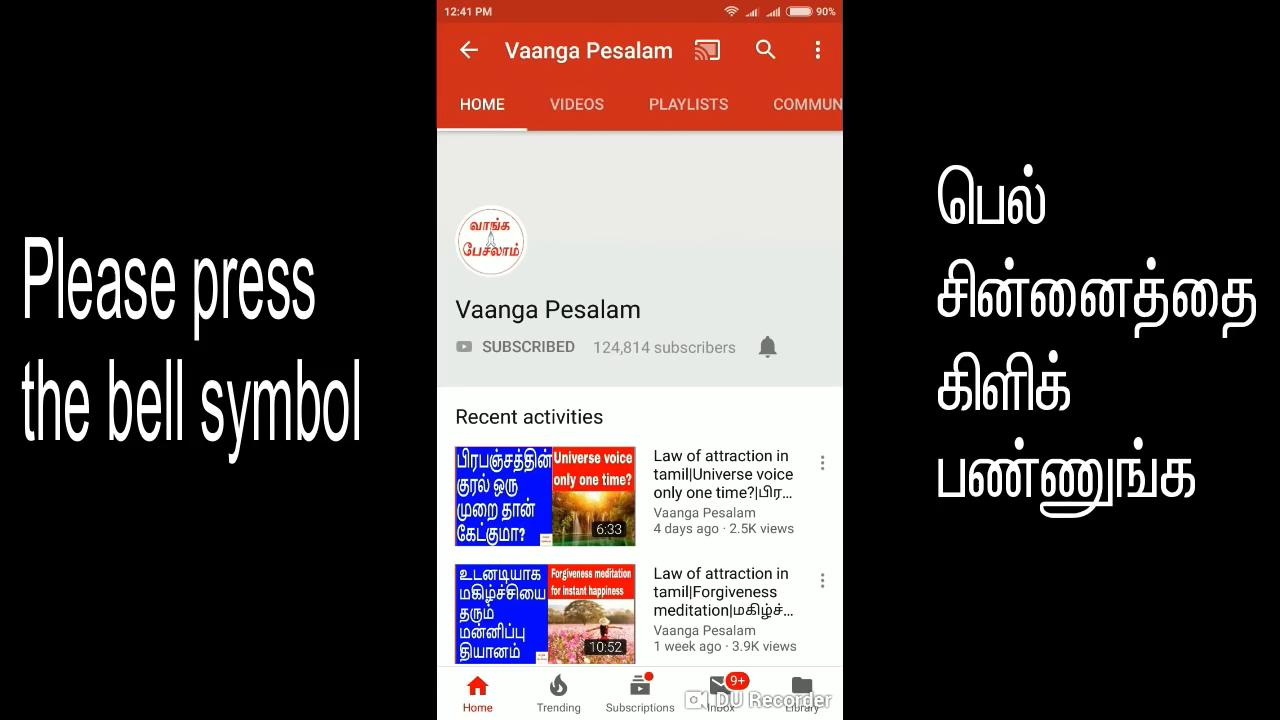 Please press
the bell symbol
12:41 PM
90%
Vaanga Pesalam
HOME
VIDEOS
PLAYLISTS
COMMUN
வாங்க
பேசலாம்
Vaanga Pesalam
SUBSCRIBED
124,814 subscribers
Recent activities
பிரபஞ்சத்தின்
குரல் ஒரு
முறை தான்
கேட்குமா?
Universe voice
only one time?
6:33
Law of attraction in
tamil|Universe voice
only one time?|பிர...
Vaanga Pesalam
4 days ago · 2.5K views
உடனடியாக
மகிழ்ச்சியை
தரும்
மன்னிப்பு
தியானம்
Forgiveness meditation
for instant happiness
10:52
Law of attraction in
tamil|Forgiveness
meditation|மகிழ்ச்...
Vaanga Pesalam
1 week ago · 3.9K views
Home
Trending
Subscriptions
9+
Inbox
Library
DU Recorder
பெல்
சின்னைத்தை
கிளிக்
பண்ணுங்க